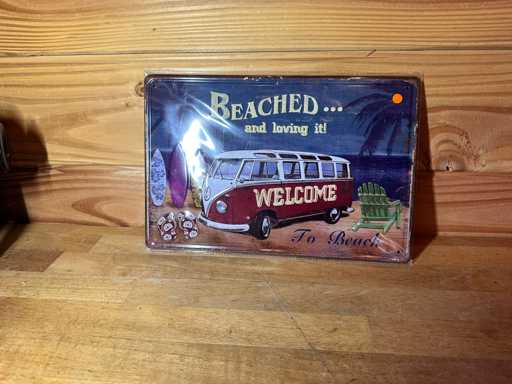 BEACHED...
and loving it!
WELCOME
To Beach